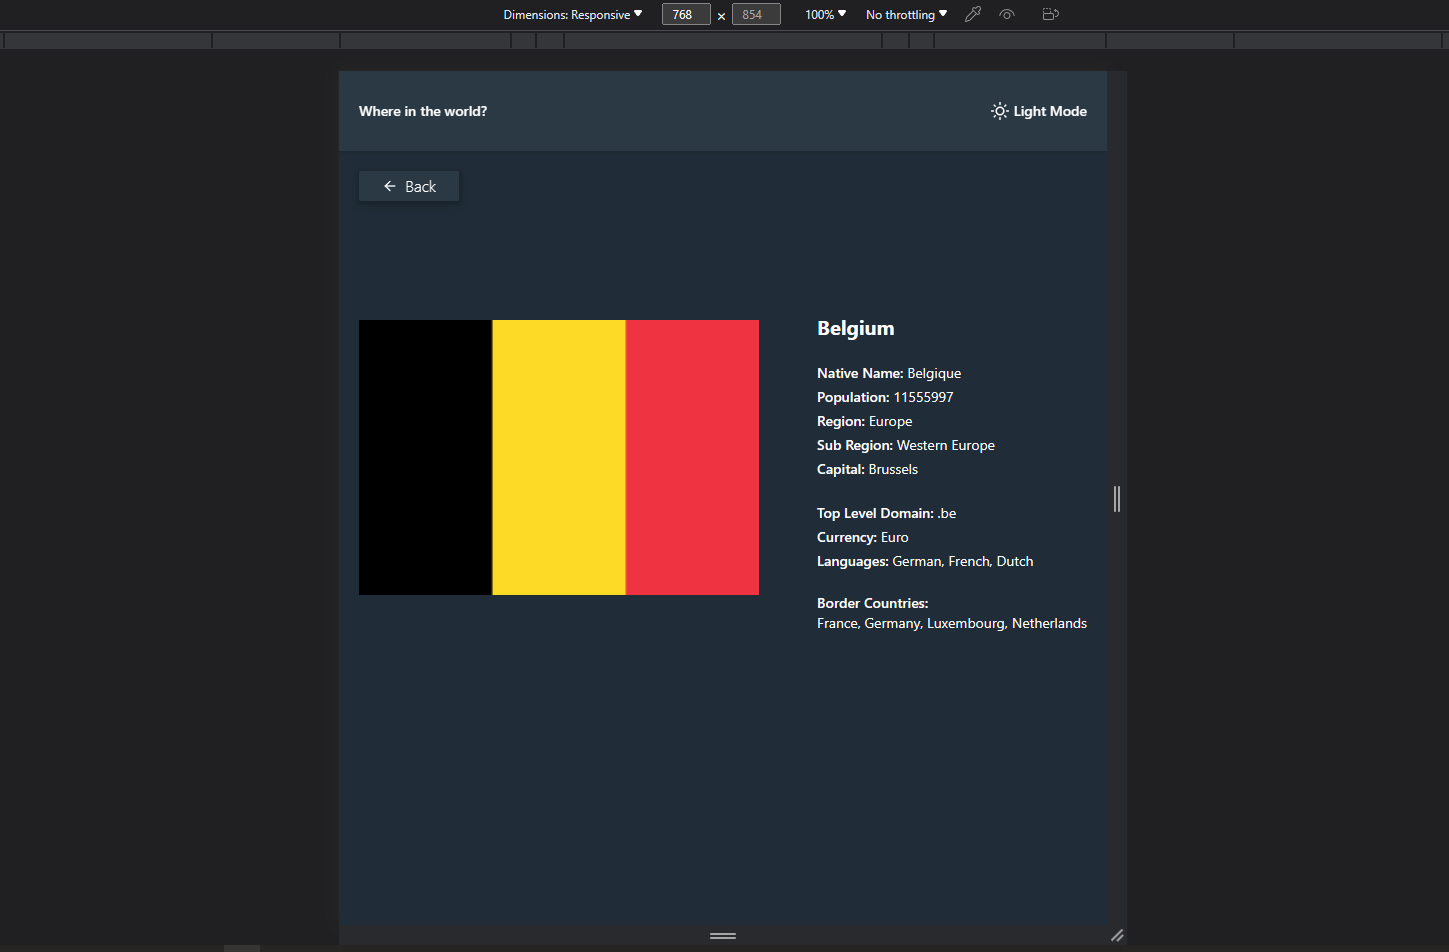 Dimensions: Responsive 768 × 854 100% No throttling
Where in the world? Light Mode
Back
Belgium
Native Name: Belgique
Population: 11555997
Region: Europe
Sub Region: Western Europe
Capital: Brussels
Top Level Domain: .be
Currency: Euro
Languages: German, French, Dutch
Border Countries:
France, Germany, Luxembourg, Netherlands